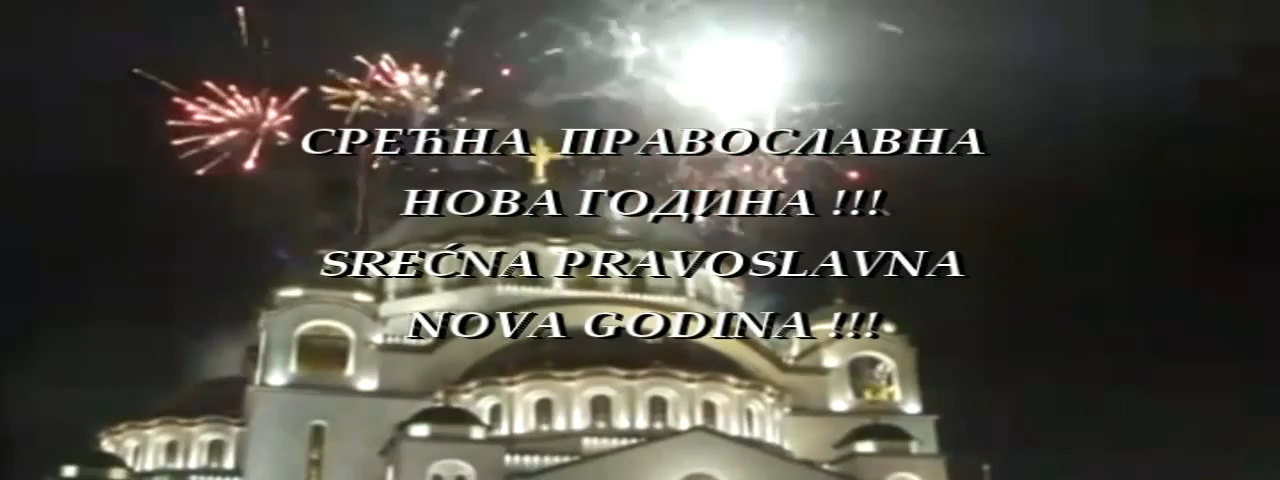 СРЕЋНА ПРАВОСЛАВНА
НОВА ГОДИНА !!!
SREĆNA PRAVOSLAVNA
NOVA GODINA !!!